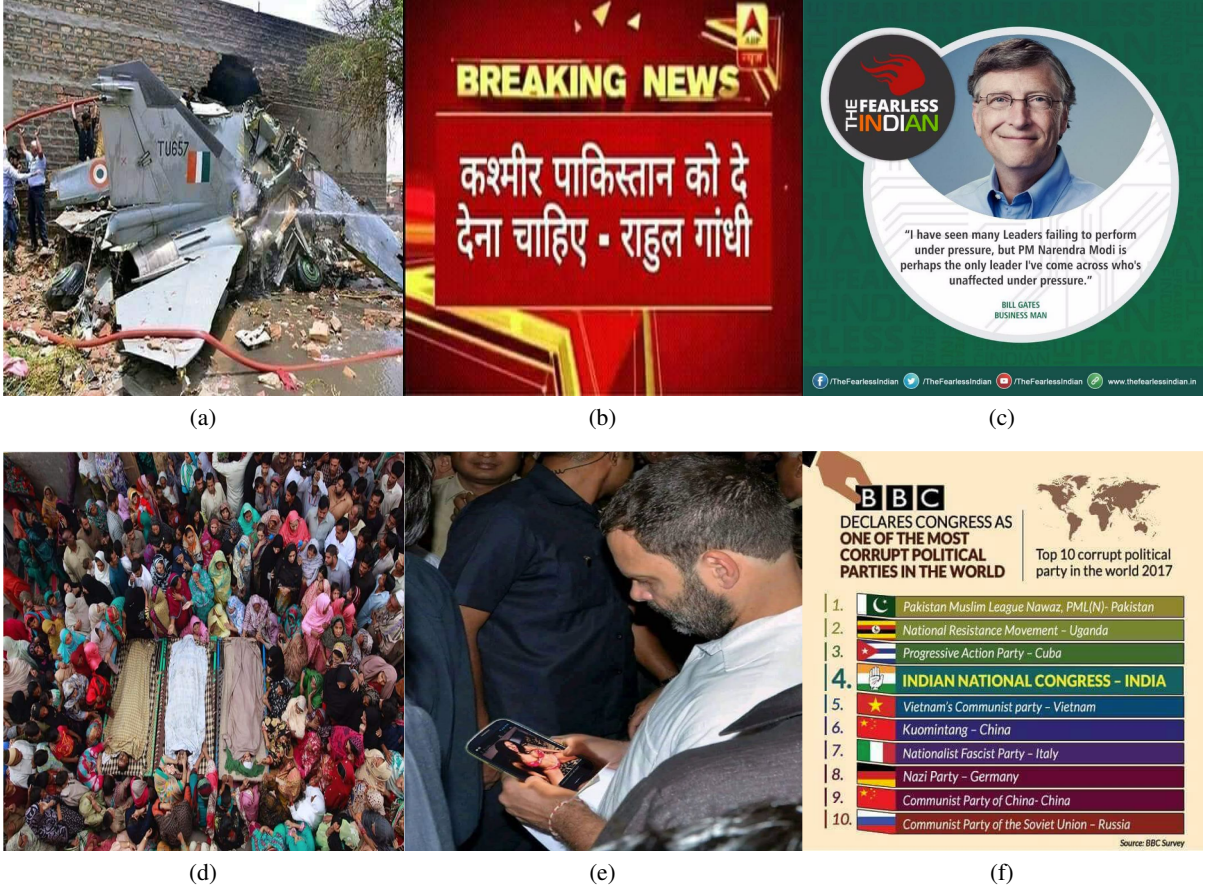 TU657
ABP
न्यूज़
BREAKING NEWS
कश्मीर पाकिस्तान को दे
देना चाहिए - राहुल गांधी
THE FEARLESS
INDIAN
“I have seen many Leaders failing to perform
under pressure, but PM Narendra Modi is
perhaps the only leader I've come across who's
unaffected under pressure.”
BILL GATES
BUSINESS MAN
/TheFearlessIndian /TheFearlessIndian /TheFearlessIndian www.thefearlessindian.in
(a) (b) (c)
BBC
DECLARES CONGRESS AS
ONE OF THE MOST
CORRUPT POLITICAL
PARTIES IN THE WORLD
Top 10 corrupt political
party in the world 2017
1. Pakistan Muslim League Nawaz, PML(N)- Pakistan
2. National Resistance Movement – Uganda
3. Progressive Action Party – Cuba
4. INDIAN NATIONAL CONGRESS – INDIA
5. Vietnam's Communist party – Vietnam
6. Kuomintang – China
7. Nationalist Fascist Party – Italy
8. Nazi Party – Germany
9. Communist Party of China- China
10. Communist Party of the Soviet Union – Russia
Source: BBC Survey
(d) (e) (f)